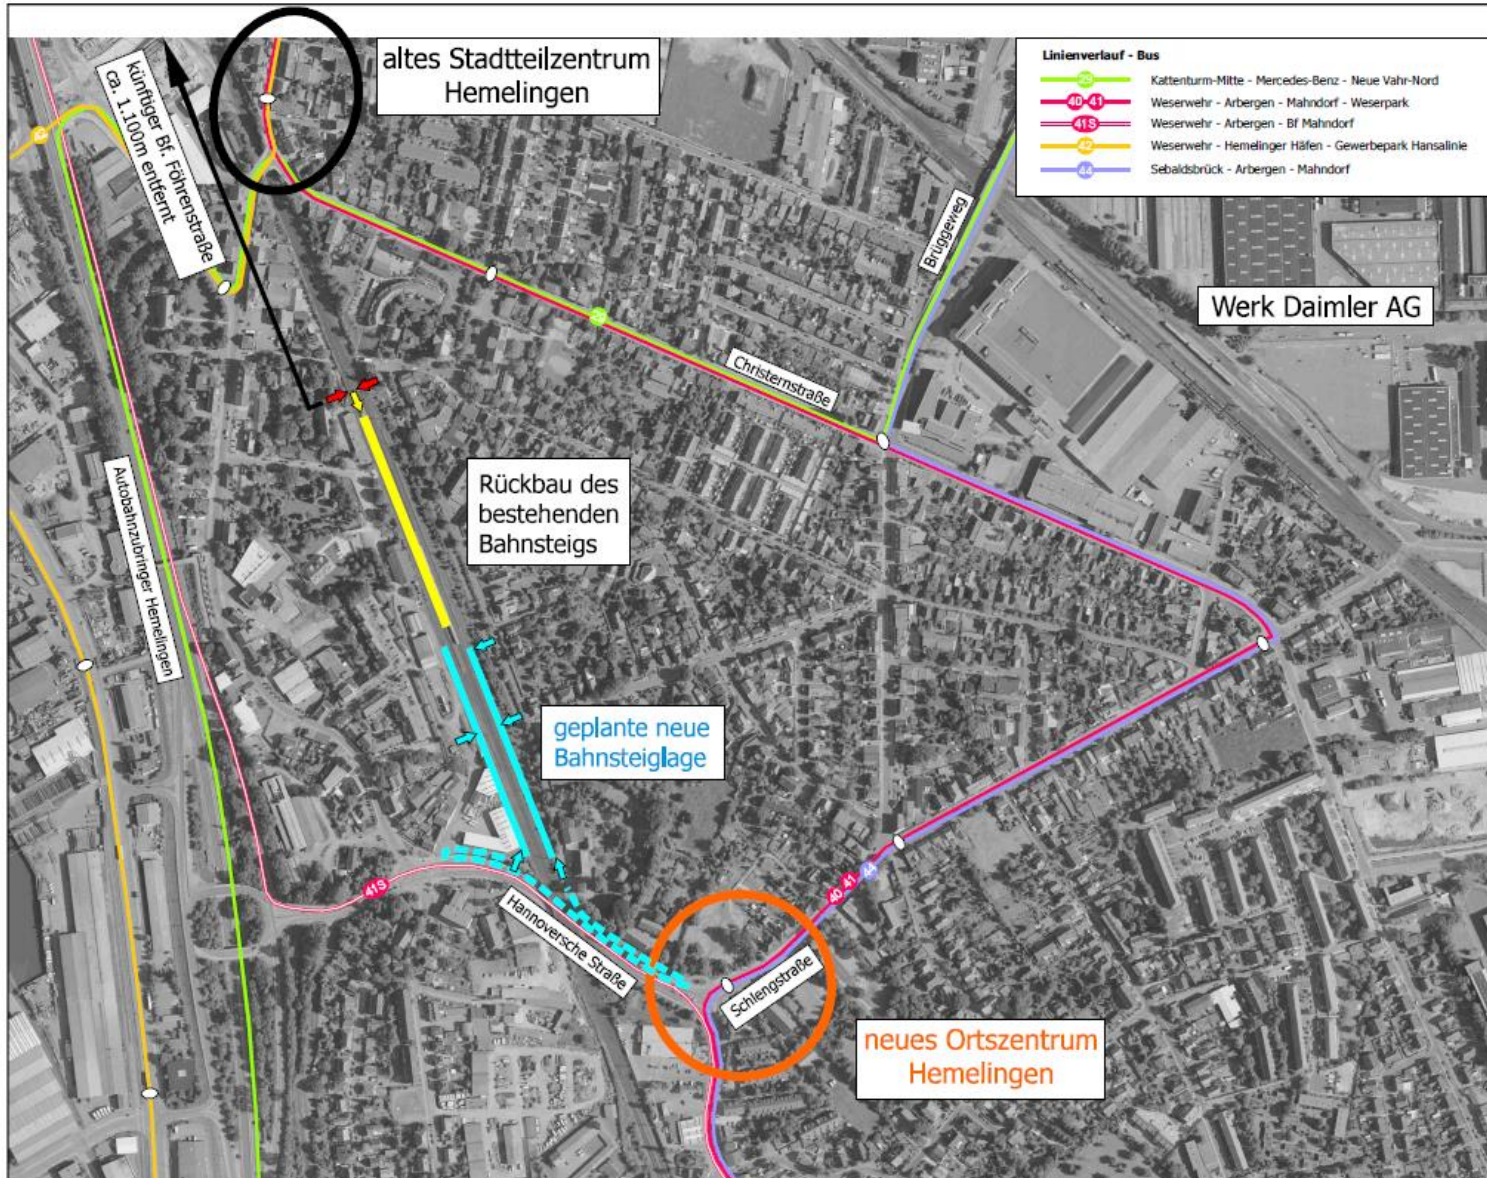 altes Stadtteilzentrum
Hemelingen
künftiger Bf. Föhrenstraße
ca. 1.100m entfernt
Linienverlauf - Bus
29 Kattenturm-Mitte - Mercedes-Benz - Neue Vahr-Nord
40 41 Weserwehr - Arbergen - Mahndorf - Weserpark
41S Weserwehr - Arbergen - Bf Mahndorf
42 Weserwehr - Hemelinger Häfen - Gewerbepark Hansalinie
44 Sebaldsbrück - Arbergen - Mahndorf
42
Brüggeweg
Werk Daimler AG
29
Christernstraße
Autobahnzubringer Hemelingen
Rückbau des
bestehenden
Bahnsteigs
geplante neue
Bahnsteiglage
41S
40 41
44
Hannoversche Straße
Schlengstraße
neues Ortszentrum
Hemelingen